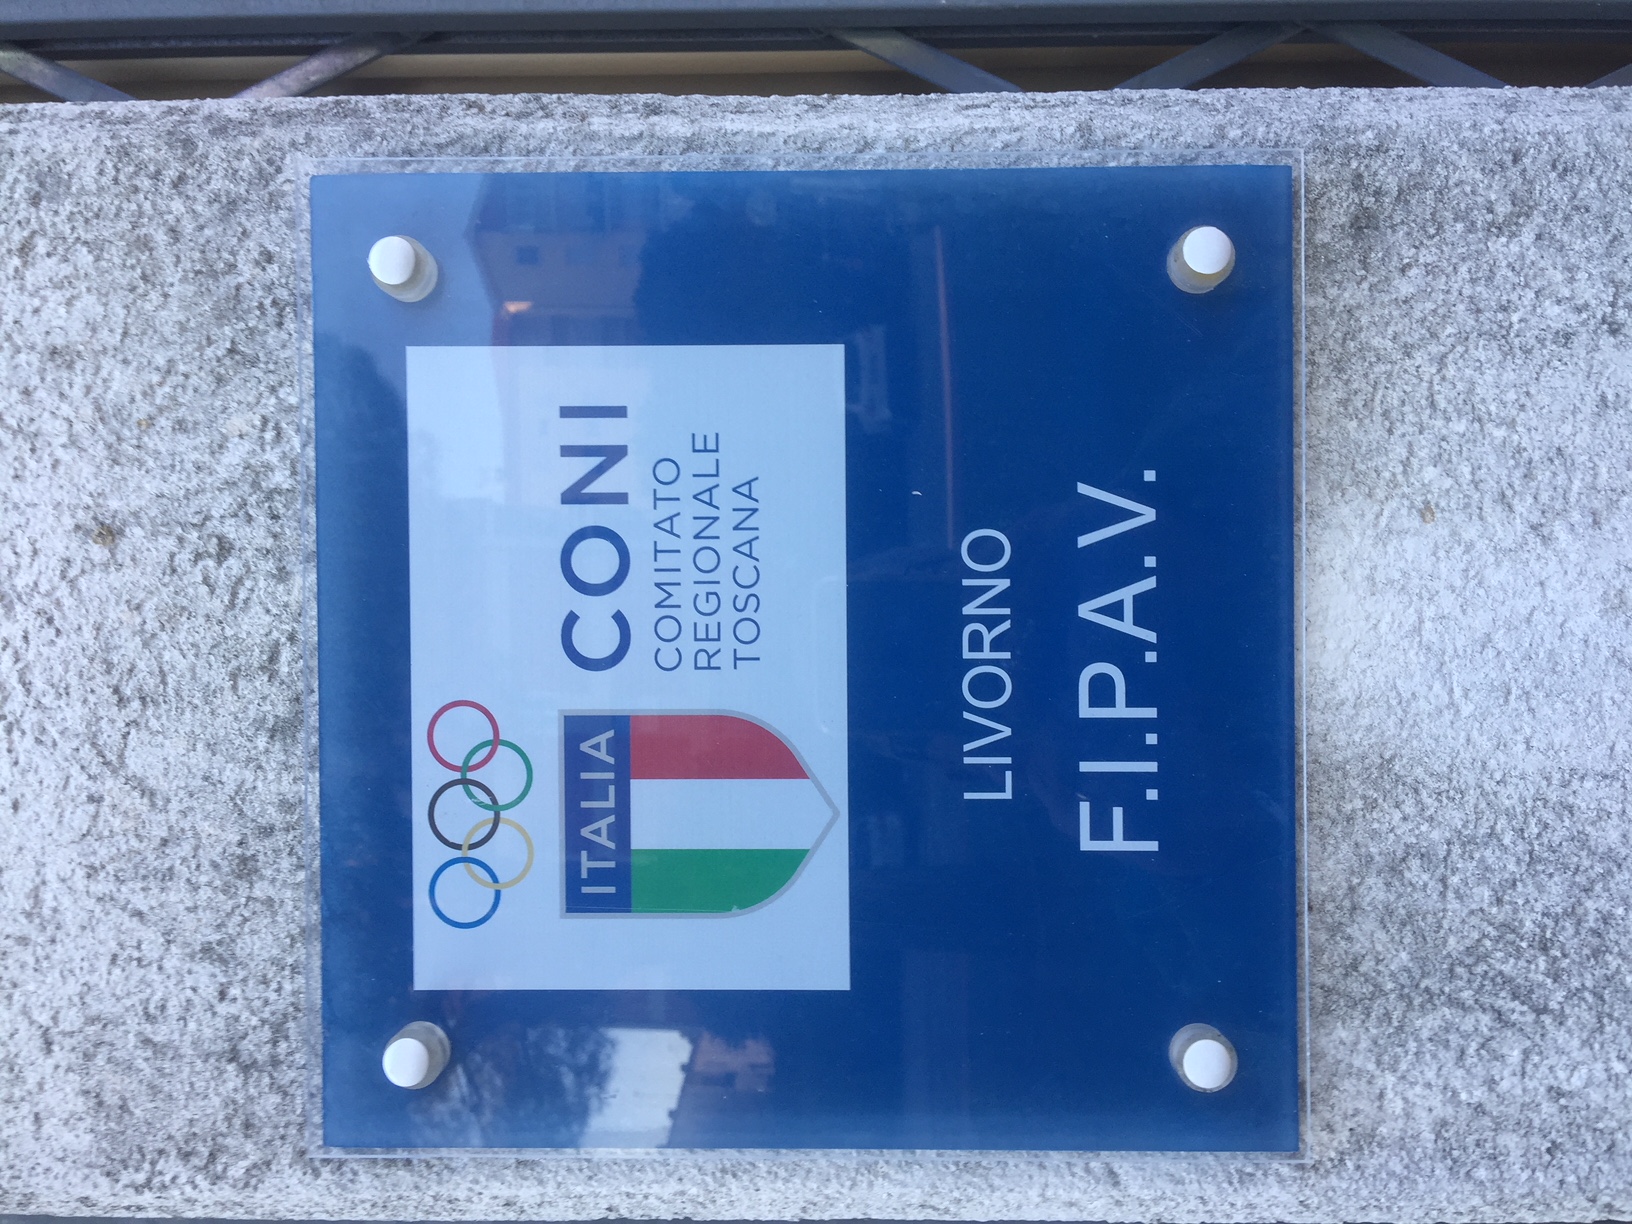 ITALIA
CONI
COMITATO
REGIONALE
TOSCANA
LIVORNO
F.I.P.A.V.